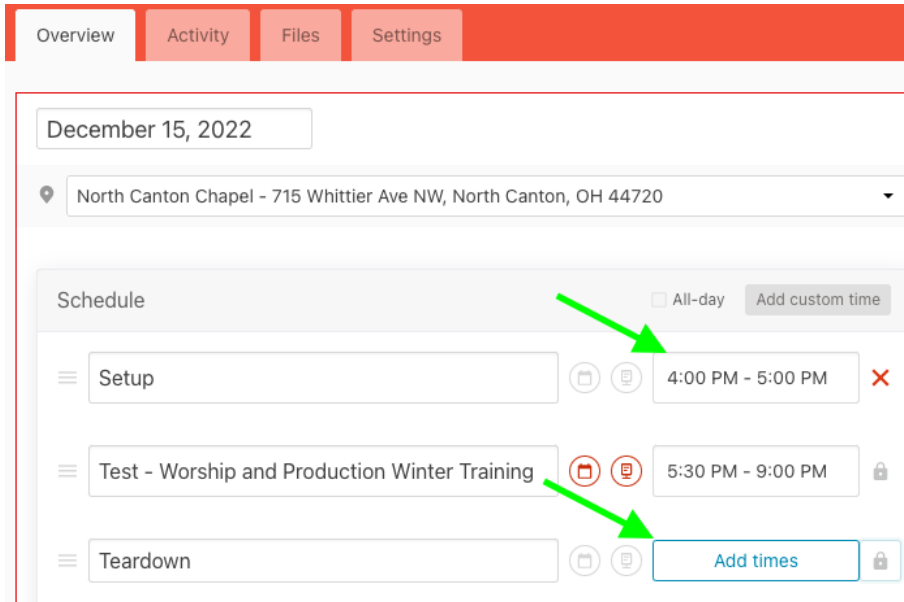 Overview Activity Files Settings
December 15, 2022
North Canton Chapel - 715 Whittier Ave NW, North Canton, OH 44720
Schedule All-day Add custom time
Setup 4:00 PM - 5:00 PM
Test - Worship and Production Winter Training 5:30 PM - 9:00 PM
Teardown Add times